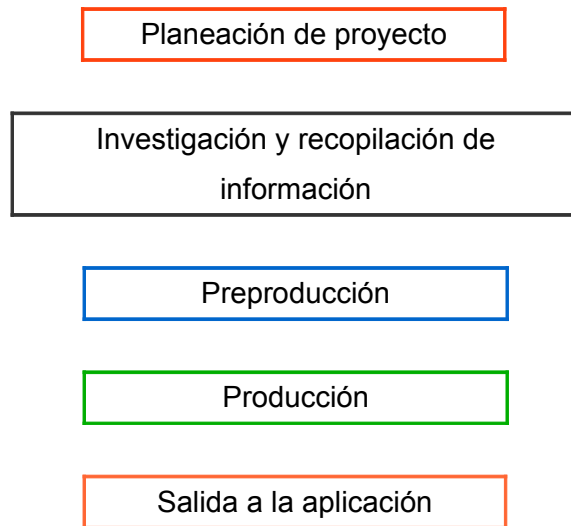 Planeación de proyecto
Investigación y recopilación de
información
Preproducción
Producción
Salida a la aplicación